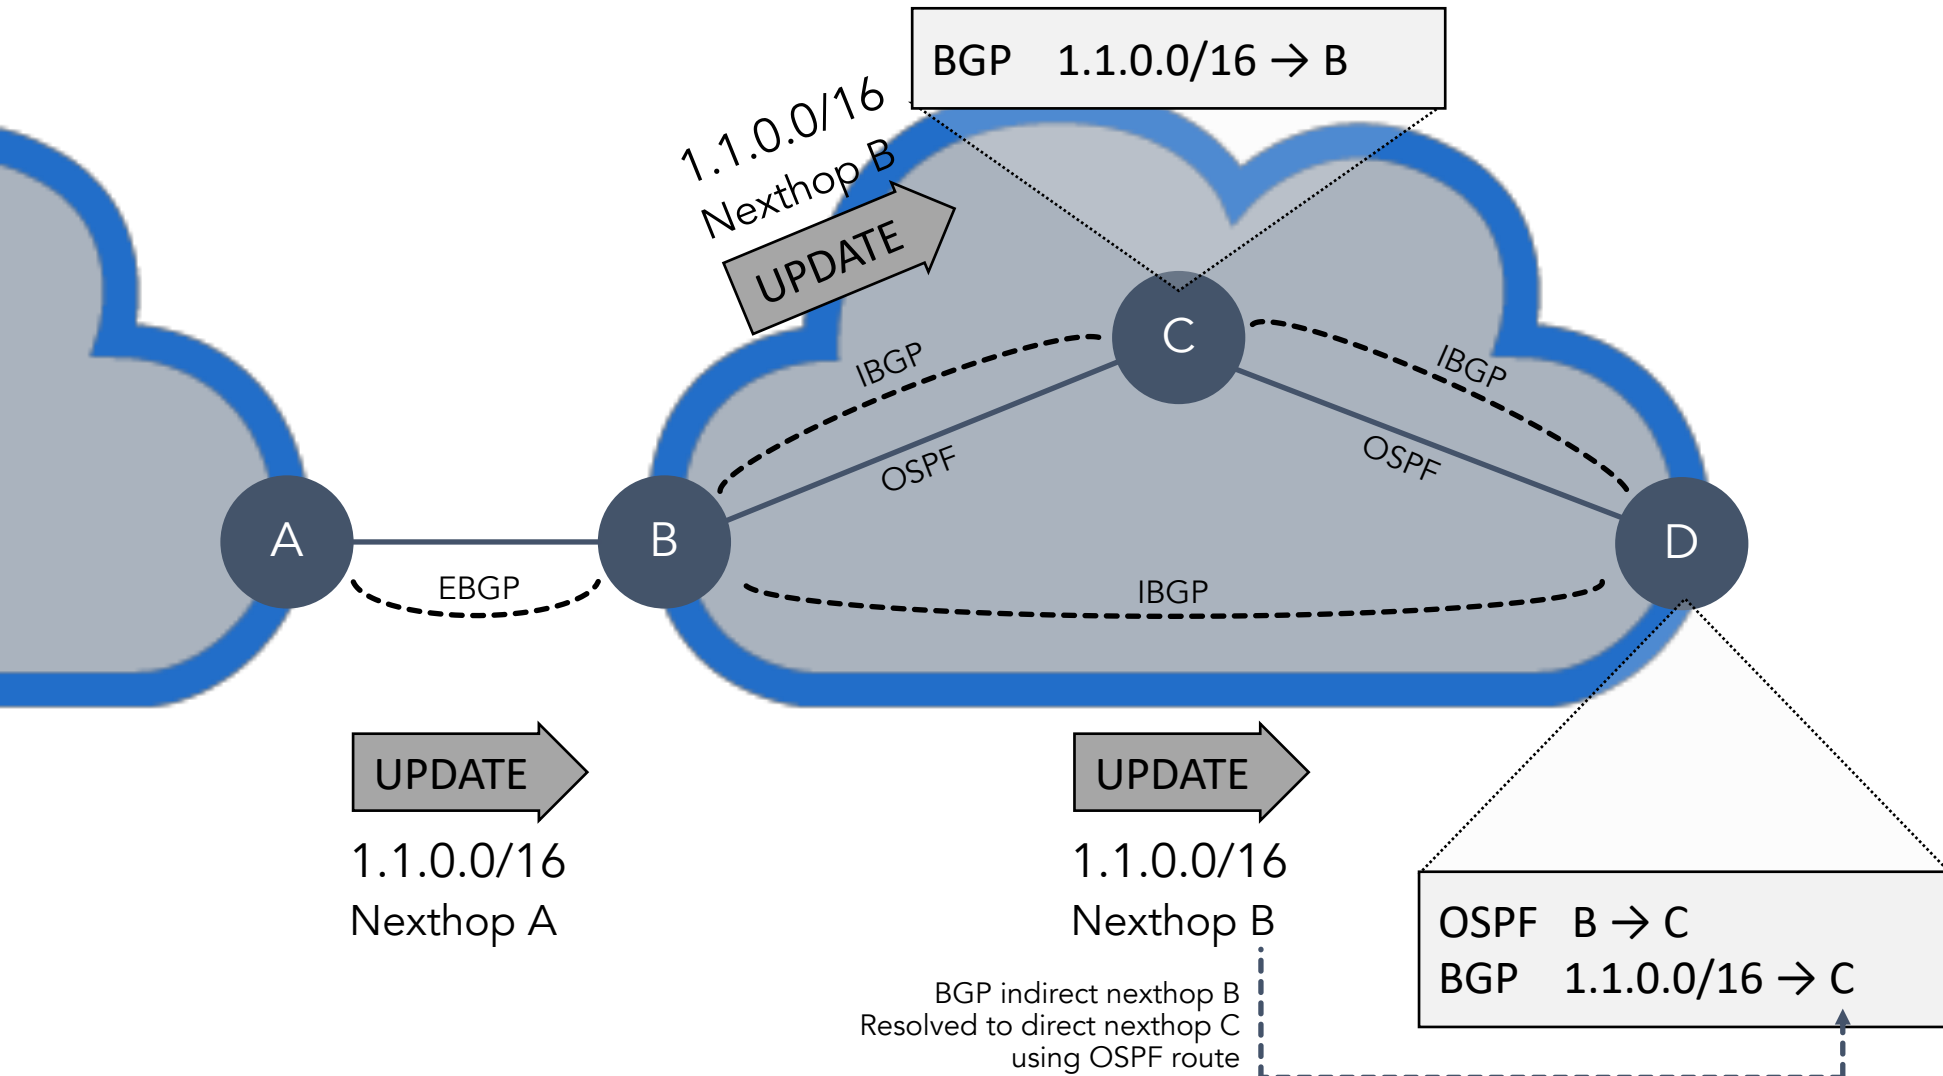 BGP 1.1.0.0/16 → B
1.1.0.0/16
Nexthop B
UPDATE
C
IBGP
IBGP
OSPF
OSPF
A
B
D
EBGP
IBGP
UPDATE
1.1.0.0/16
Nexthop A
UPDATE
1.1.0.0/16
Nexthop B
BGP indirect nexthop B
Resolved to direct nexthop C
using OSPF route
OSPF B → C
BGP 1.1.0.0/16 → C